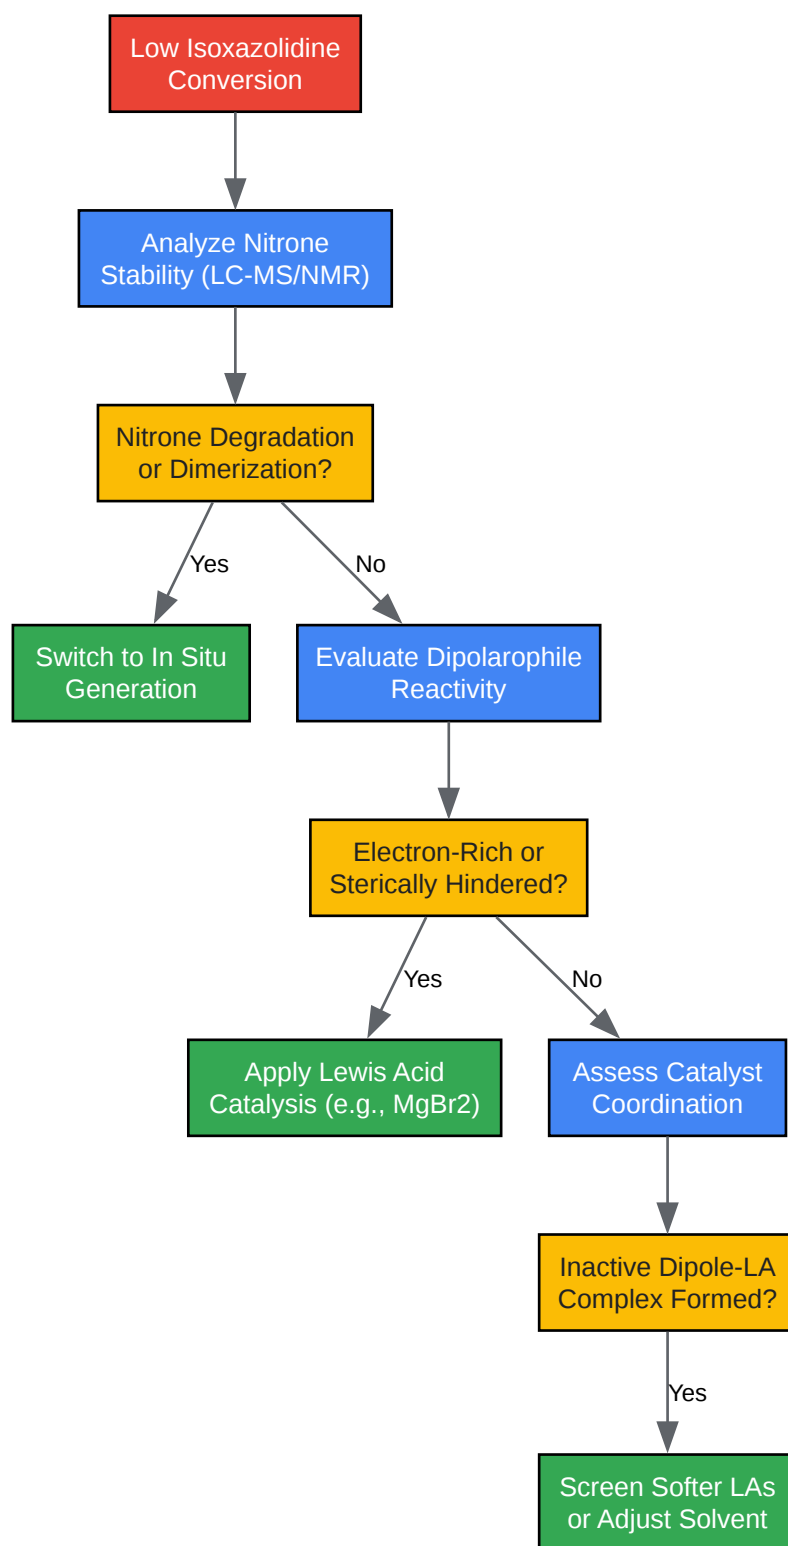 Low Isoxazolidine
Conversion
Analyze Nitrone
Stability (LC-MS/NMR)
Nitrone Degradation
or Dimerization?
Yes
No
Switch to In Situ
Generation
Evaluate Dipolarophile
Reactivity
Electron-Rich or
Sterically Hindered?
Yes
No
Apply Lewis Acid
Catalysis (e.g., MgBr2)
Assess Catalyst
Coordination
Inactive Dipole-LA
Complex Formed?
Yes
Screen Softer LAs
or Adjust Solvent